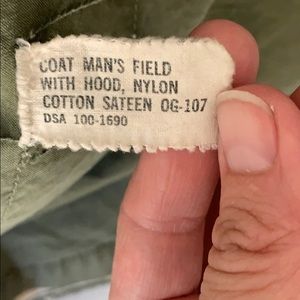 COAT MAN'S FIELD
WITH HOOD, NYLON
COTTON SATEEN OG-107
DSA 100-1690